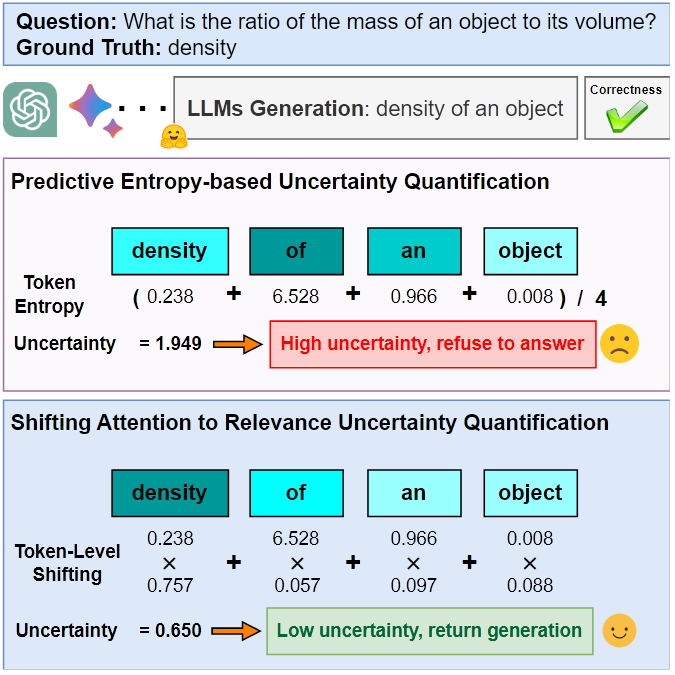 Question: What is the ratio of the mass of an object to its volume?
Ground Truth: density
LLMs Generation: density of an object
Correctness
Predictive Entropy-based Uncertainty Quantification
density of an object
Token Entropy ( 0.238 + 6.528 + 0.966 + 0.008 ) / 4
Uncertainty = 1.949 High uncertainty, refuse to answer
Shifting Attention to Relevance Uncertainty Quantification
density of an object
Token-Level Shifting
0.238 6.528 0.966 0.008
× + × + × + ×
0.757 0.057 0.097 0.088
Uncertainty = 0.650 Low uncertainty, return generation